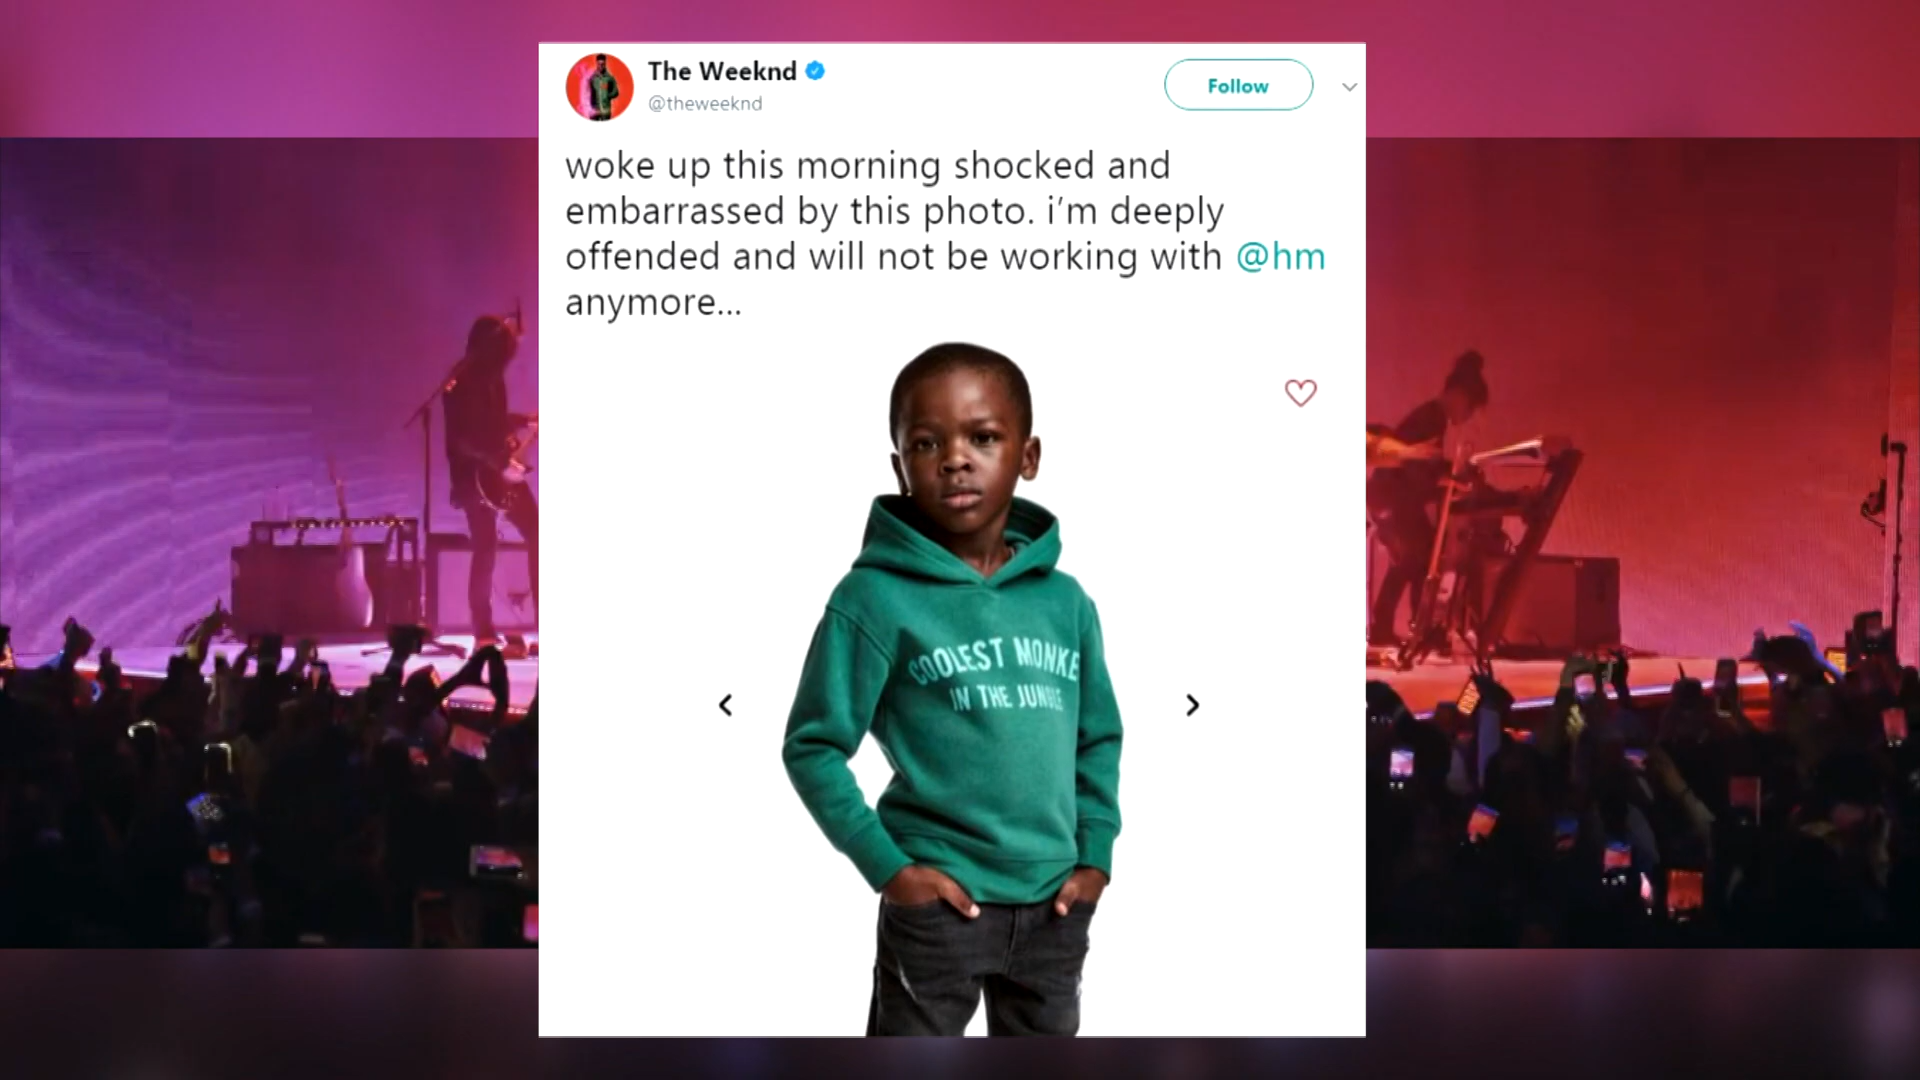 The Weeknd
@theweeknd
Follow
woke up this morning shocked and
embarrassed by this photo. i'm deeply
offended and will not be working with @hm
anymore...
COOLEST MONKE
IN THE JUNGLE